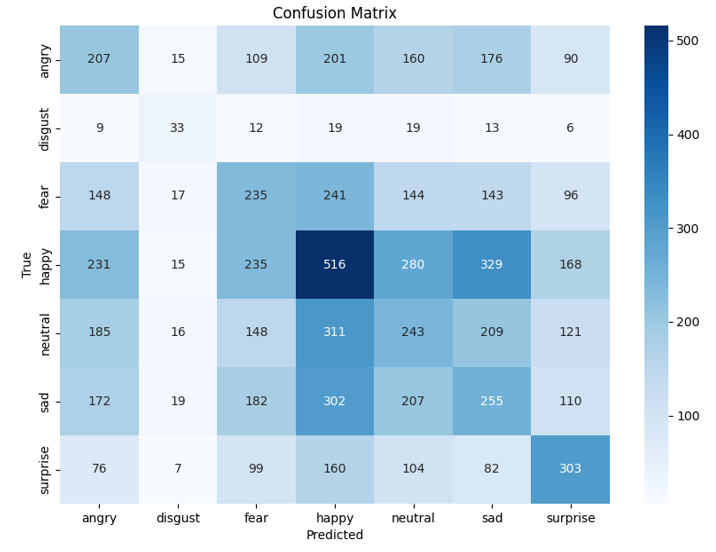 Confusion Matrix
True
angry 207 15 109 201 160 176 90
disgust 9 33 12 19 19 13 6
fear 148 17 235 241 144 143 96
happy 231 15 235 516 280 329 168
neutral 185 16 148 311 243 209 121
sad 172 19 182 302 207 255 110
surprise 76 7 99 160 104 82 303
angry disgust fear happy neutral sad surprise
Predicted
500
400
300
200
100